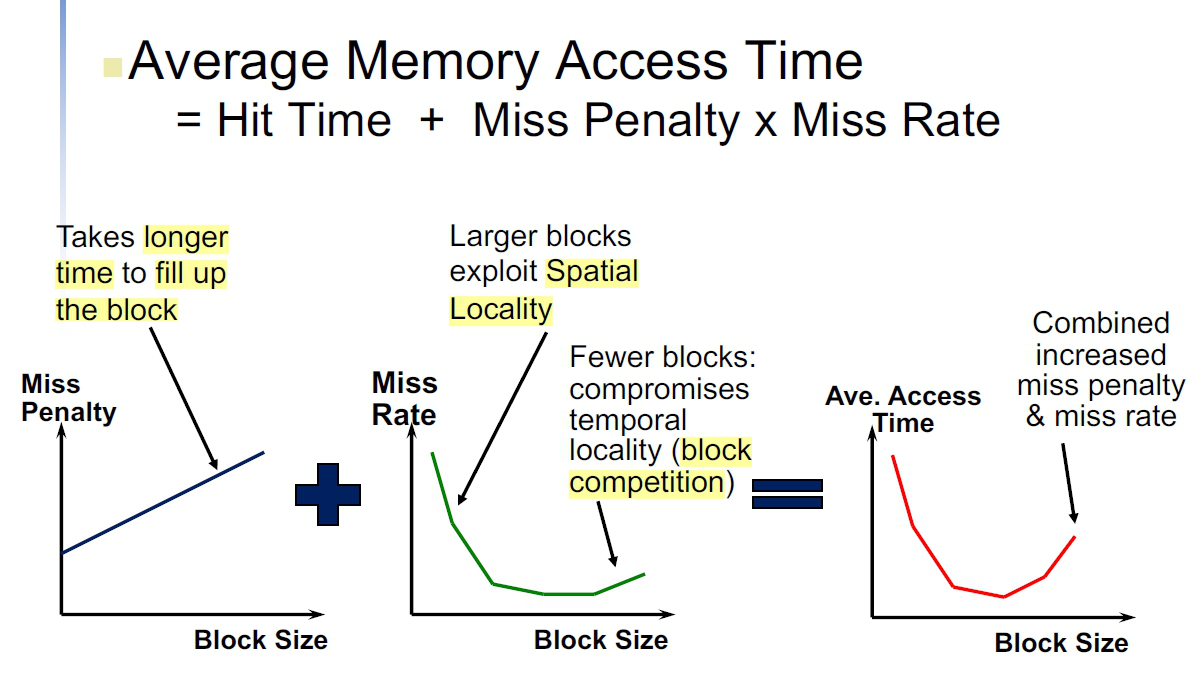 Average Memory Access Time
= Hit Time + Miss Penalty x Miss Rate
Takes longer
time to fill up
the block
Miss
Penalty
Block Size
Larger blocks
exploit Spatial
Locality
Fewer blocks:
compromises
temporal
locality (block
competition)
Miss
Rate
Block Size
Combined
increased
miss penalty
& miss rate
Ave. Access
Time
Block Size